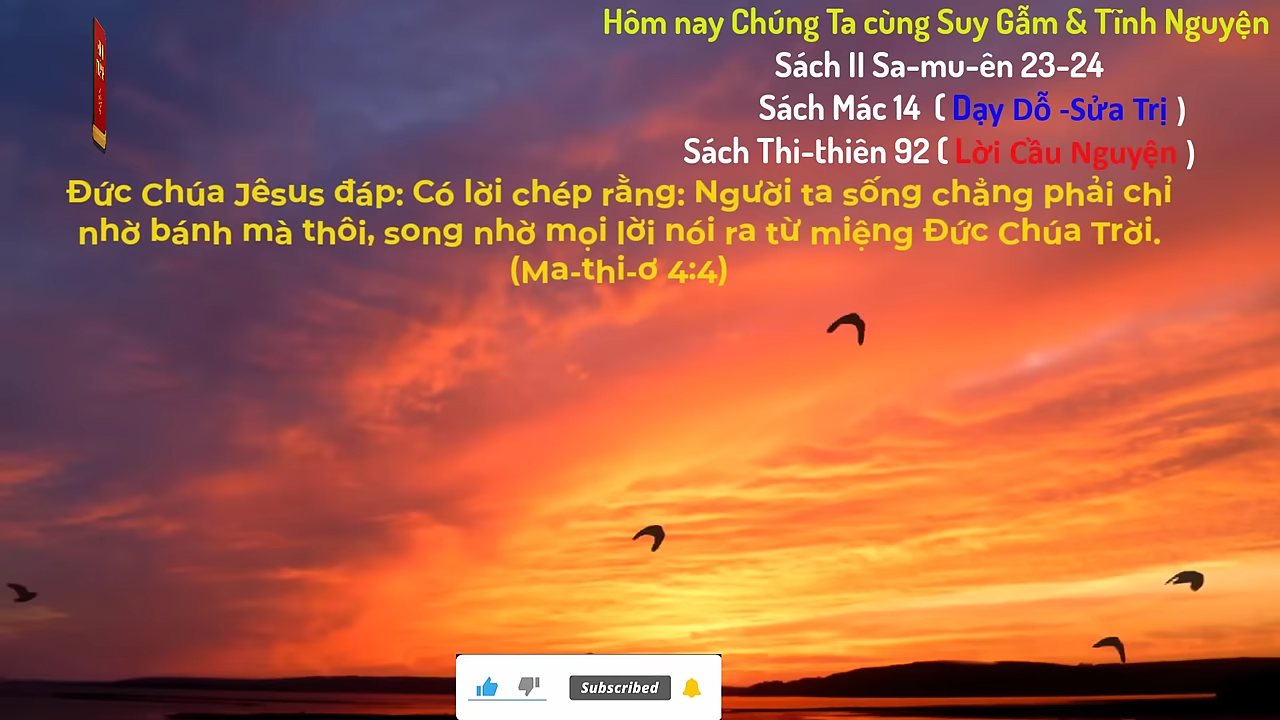 Hôm nay Chúng Ta cùng Suy Gẫm & Tĩnh Nguyện
Sách II Sa-mu-ên 23-24
Sách Mác 14 ( Dạy Dỗ -Sửa Trị )
Sách Thi-thiên 92 ( Lời Cầu Nguyện )
Đức Chúa Jêsus đáp: Có lời chép rằng: Người ta sống chẳng phải chỉ
nhờ bánh mà thôi, song nhờ mọi lời nói ra từ miệng Đức Chúa Trời.
(Ma-thi-ơ 4:4)
Subscribed